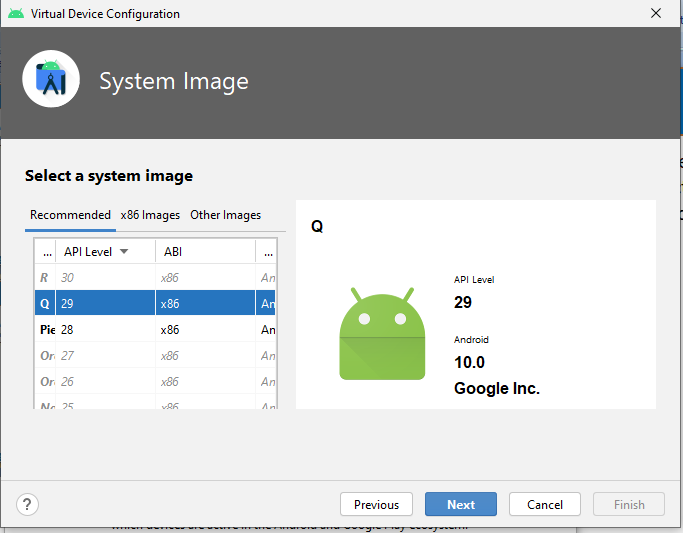 Virtual Device Configuration
System Image
Select a system image
Recommended x86 Images Other Images
... API Level ABI ...
R 30 x86 An
Q 29 x86 An
Pie 28 x86 An
Ore 27 x86 An
Ore 26 x86 An
25 x86 An
Q
API Level
29
Android
10.0
Google Inc.
? Previous Next Cancel Finish
which devices are active in the Android and Google Play ecosystem.